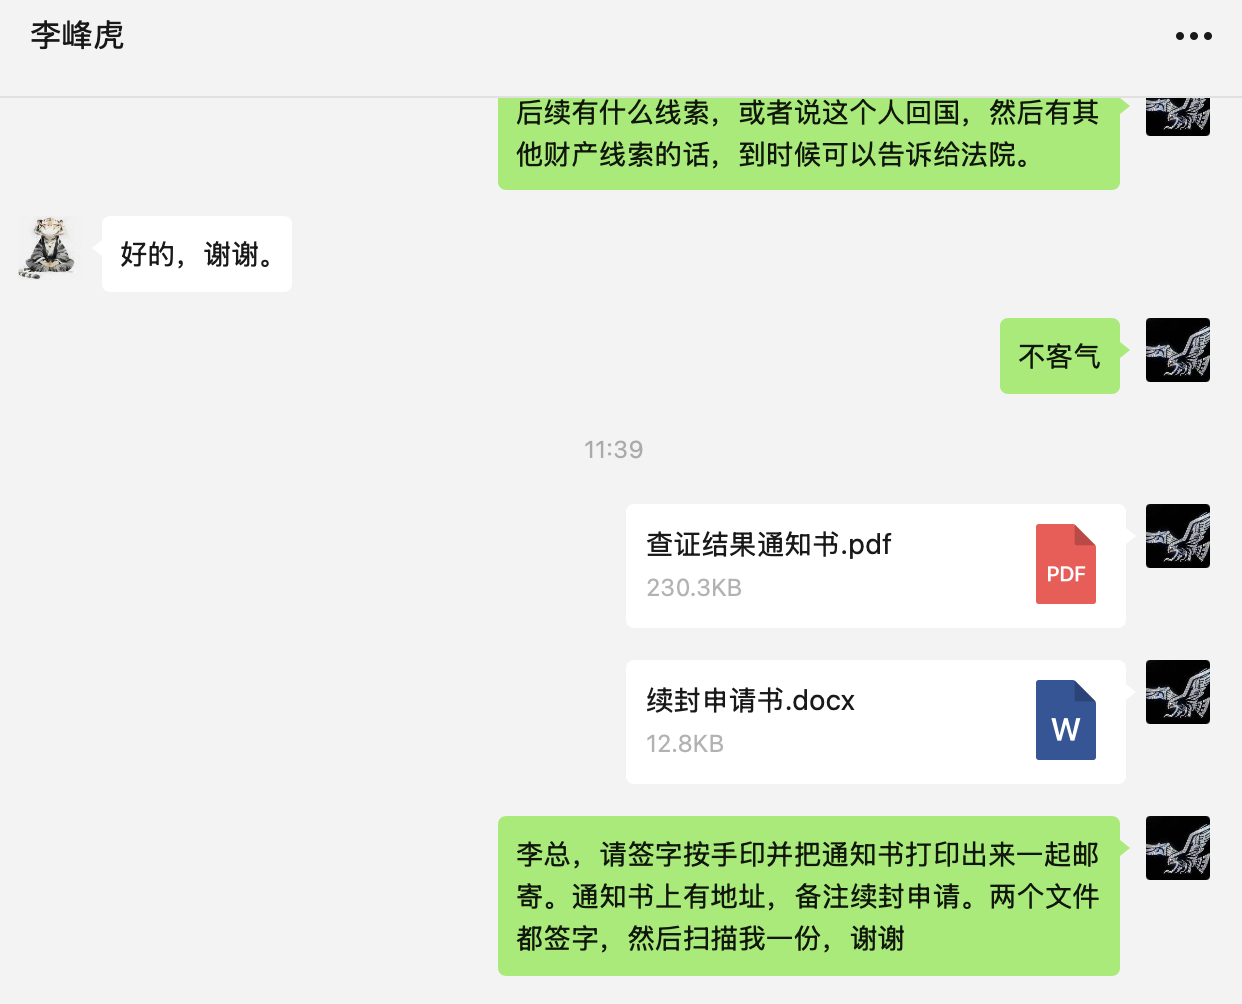 李峰虎
后续有什么线索，或者说这个人回国，然后有其
他财产线索的话，到时候可以告诉给法院。
好的，谢谢。
不客气
11:39
查证结果通知书.pdf
230.3KB
PDF
续封申请书.docx
12.8KB
W
李总，请签字按手印并把通知书打印出来一起邮
寄。通知书上有地址，备注续封申请。两个文件
都签字，然后扫描我一份，谢谢